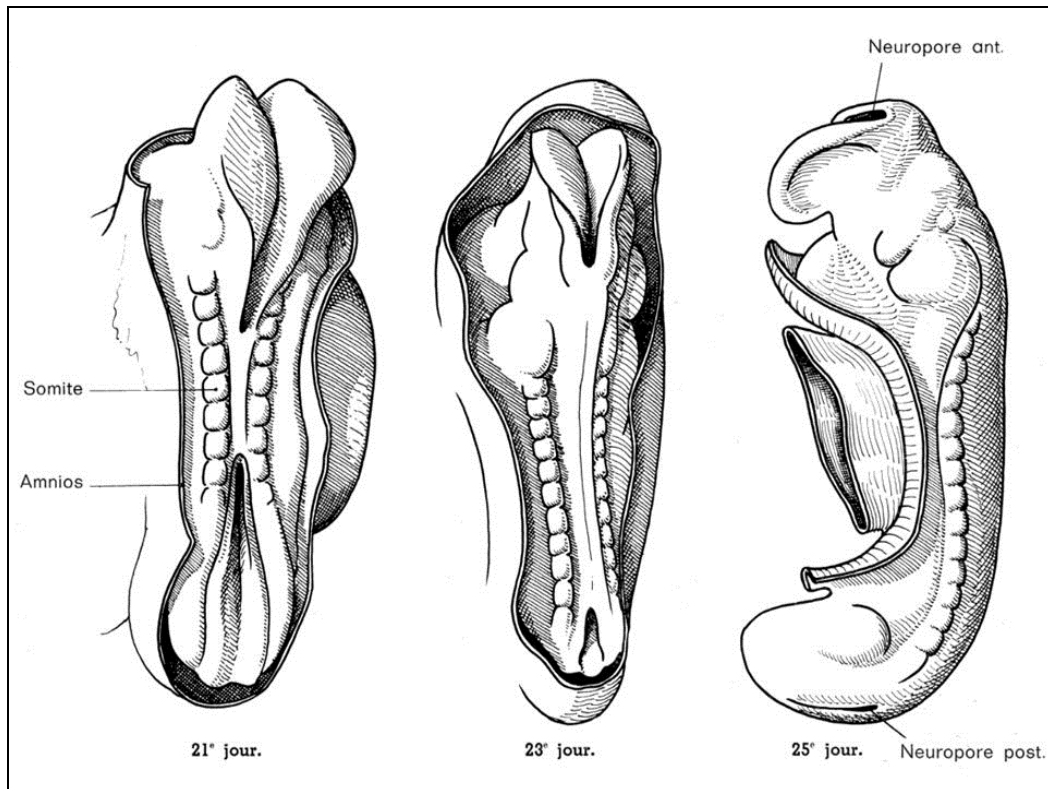 Neuropore ant.
Somite
Amnios
21e jour.
23e jour.
25e jour.
Neuropore post.